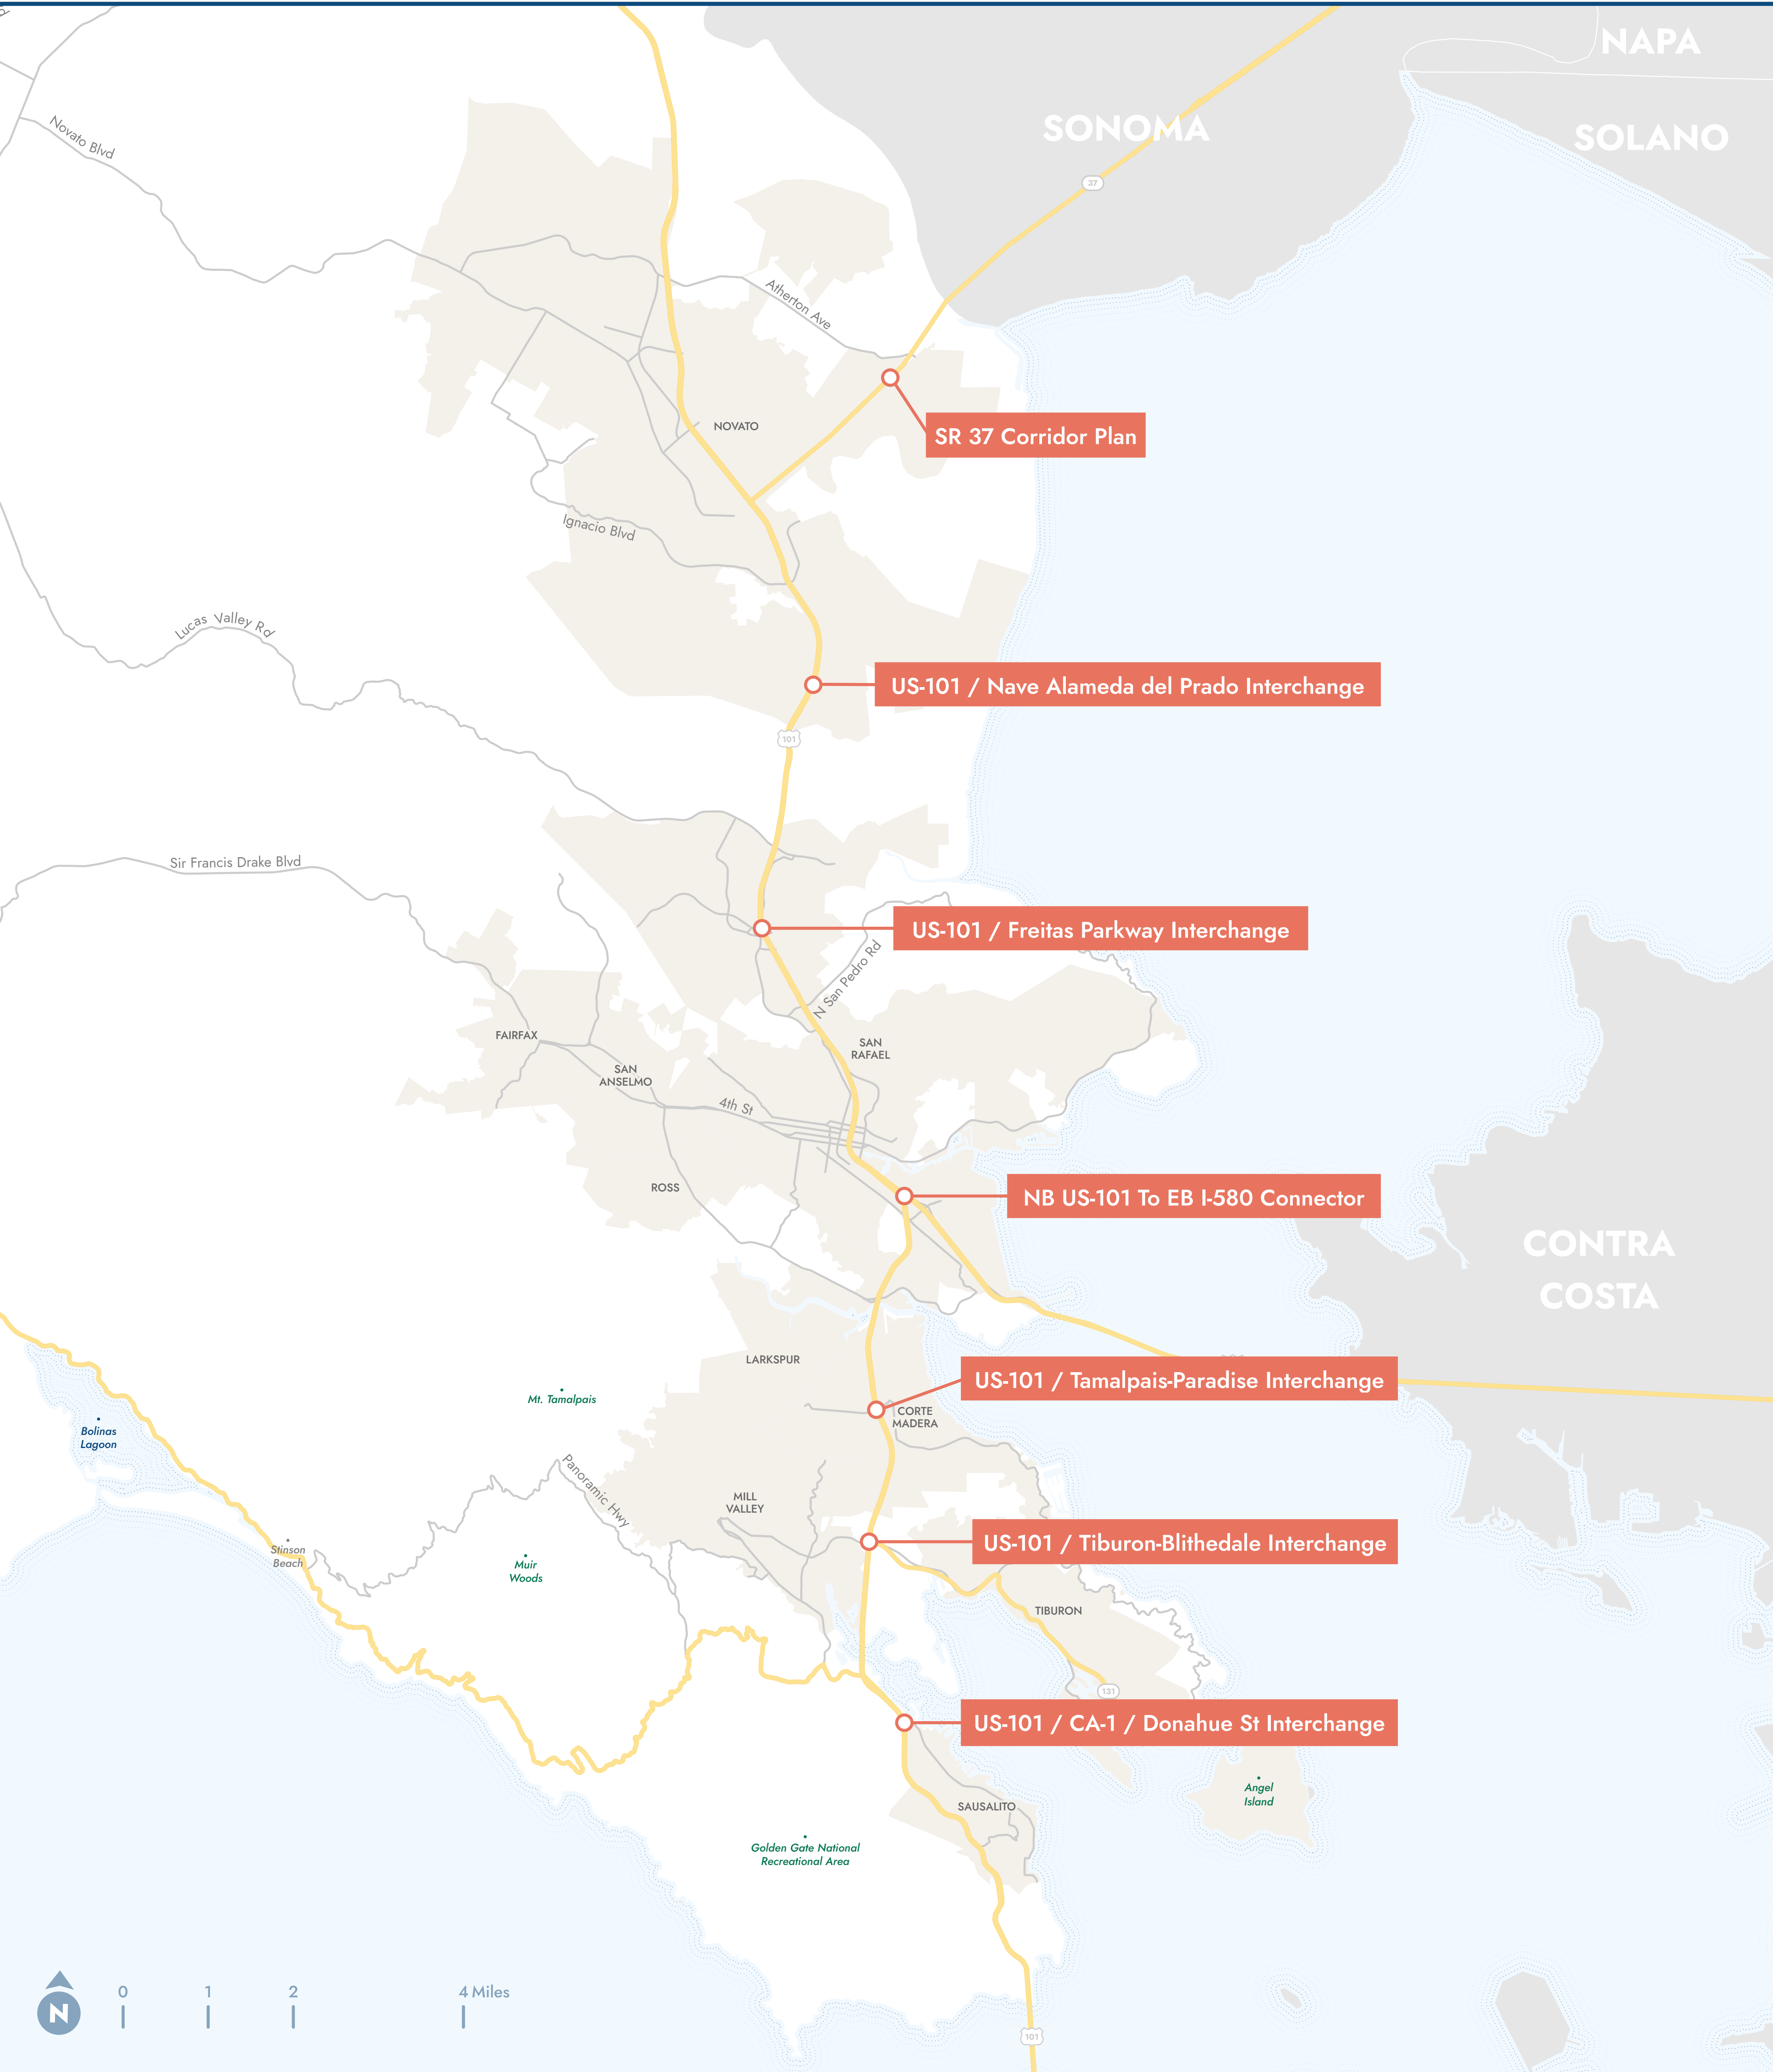 NAPA
SONOMA
SOLANO
Novato Blvd
37
Atherton Ave
NOVATO
SR 37 Corridor Plan
Ignacio Blvd
Lucas Valley Rd
US-101 / Nave Alameda del Prado Interchange
101
Sir Francis Drake Blvd
US-101 / Freitas Parkway Interchange
N San Pedro Rd
FAIRFAX
SAN
RAFAEL
SAN
ANSELMO
4th St
ROSS
NB US-101 To EB I-580 Connector
CONTRA
COSTA
LARKSPUR
US-101 / Tamalpais-Paradise Interchange
Mt. Tamalpais
CORTE
MADERA
Bolinas
Lagoon
Panoramic Hwy
MILL
VALLEY
Stinson
Beach
US-101 / Tiburon-Blithedale Interchange
Muir
Woods
TIBURON
131
US-101 / CA-1 / Donahue St Interchange
Angel
Island
SAUSALITO
Golden Gate National
Recreational Area
N
0 1 2 4 Miles
101